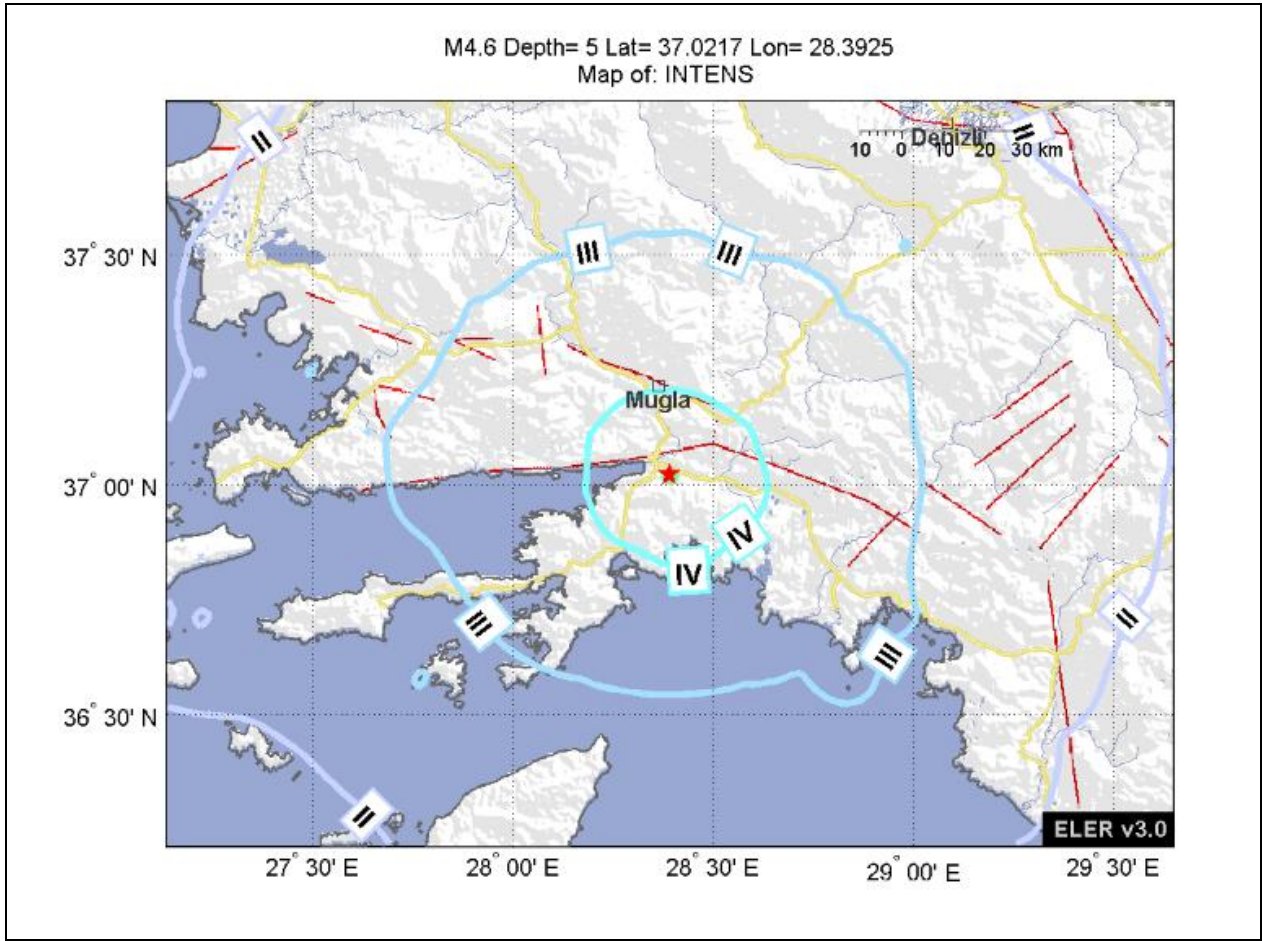 M4.6 Depth= 5 Lat= 37.0217 Lon= 28.3925
Map of: INTENS
II
II
Denizli
10 0 10 20 30 km
37° 30' N
III
III
Mugla
37° 00' N
IV
IV
III
II
III
36° 30' N
II
ELER v3.0
27° 30' E
28° 00' E
28° 30' E
29° 00' E
29° 30' E